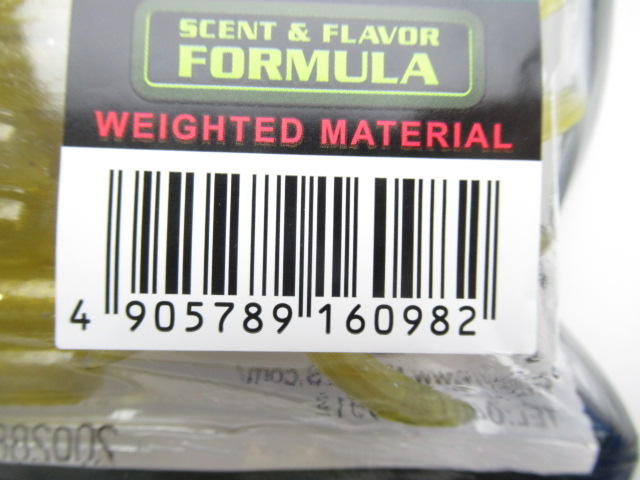 SCENT & FLAVOR
FORMULA
WEIGHTED MATERIAL
4 905789 160982